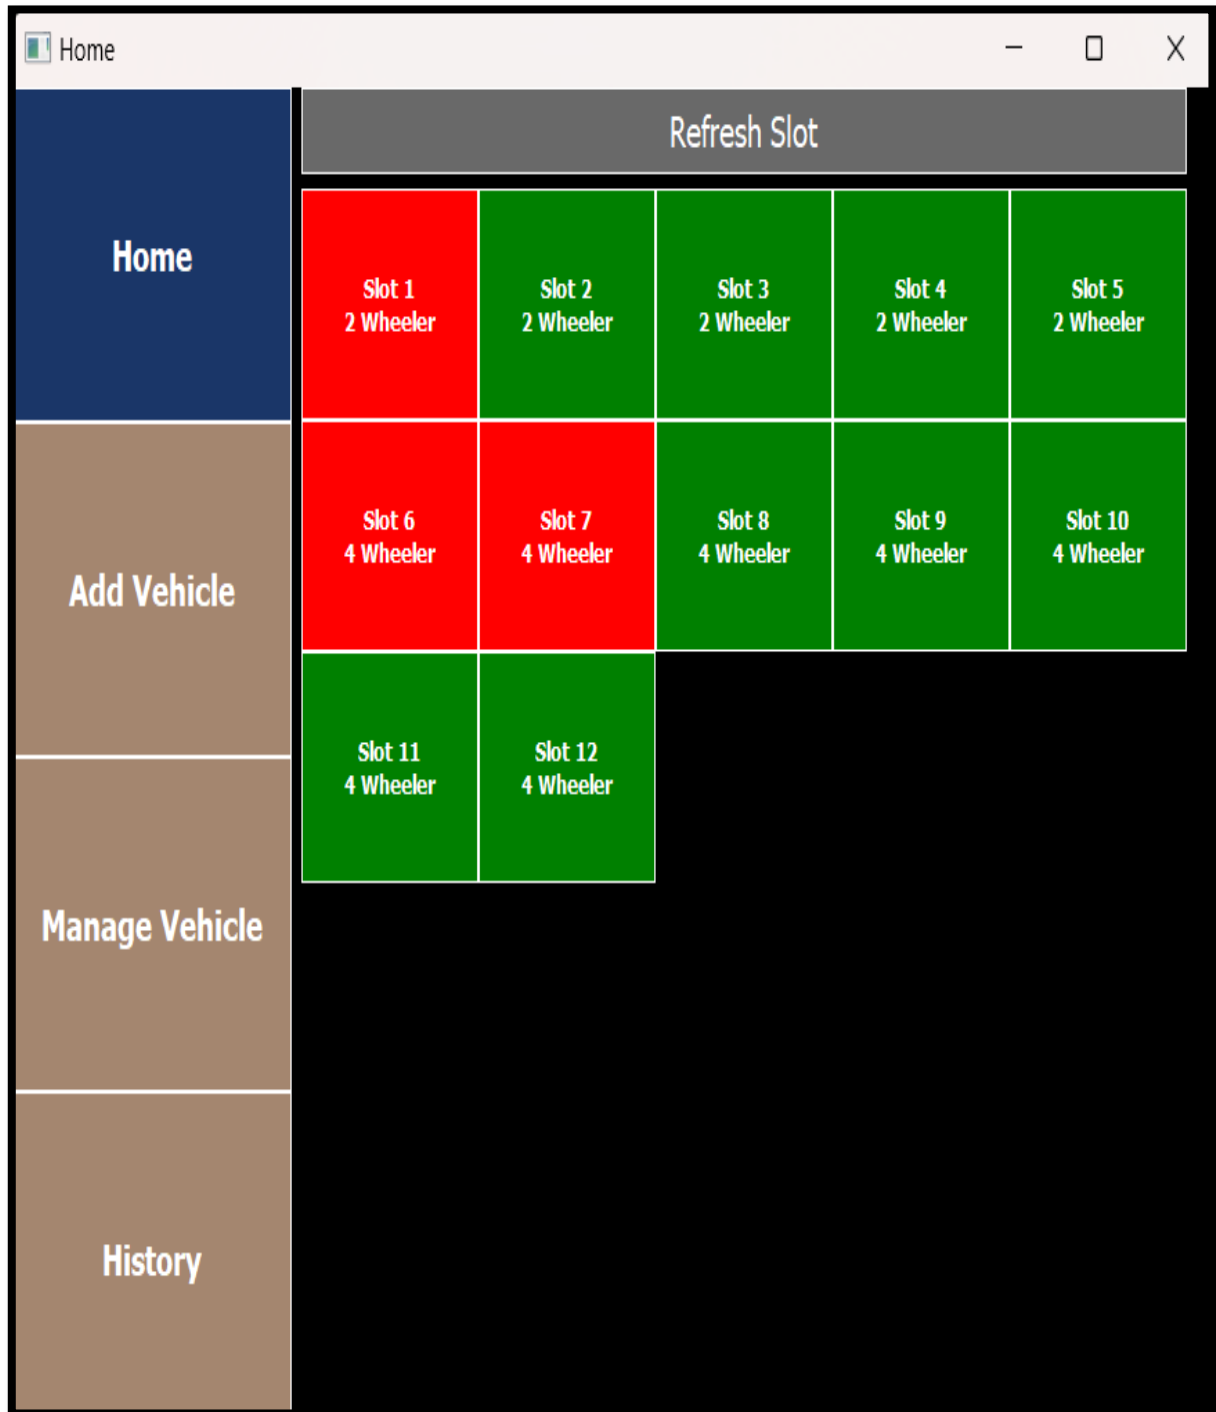 Home
Refresh Slot
Home
Add Vehicle
Manage Vehicle
History
Slot 1
2 Wheeler
Slot 2
2 Wheeler
Slot 3
2 Wheeler
Slot 4
2 Wheeler
Slot 5
2 Wheeler
Slot 6
4 Wheeler
Slot 7
4 Wheeler
Slot 8
4 Wheeler
Slot 9
4 Wheeler
Slot 10
4 Wheeler
Slot 11
4 Wheeler
Slot 12
4 Wheeler